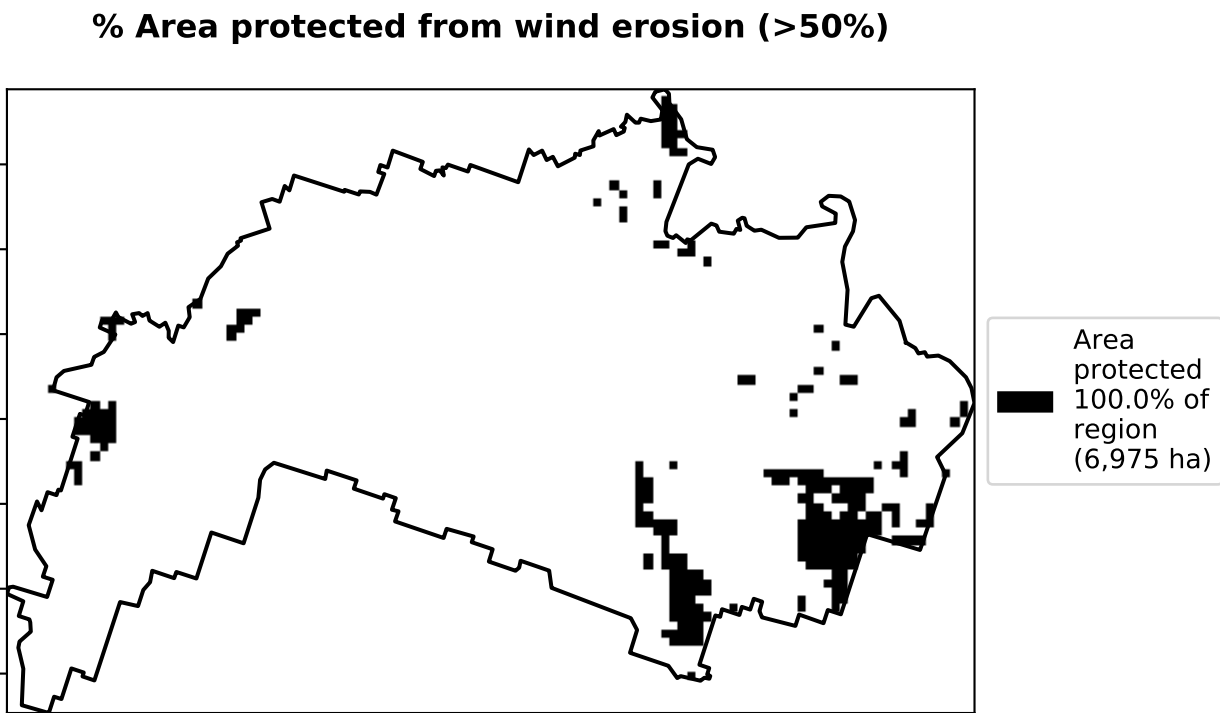 % Area protected from wind erosion (>50%)
Area
protected
100.0% of
region
(6,975 ha)